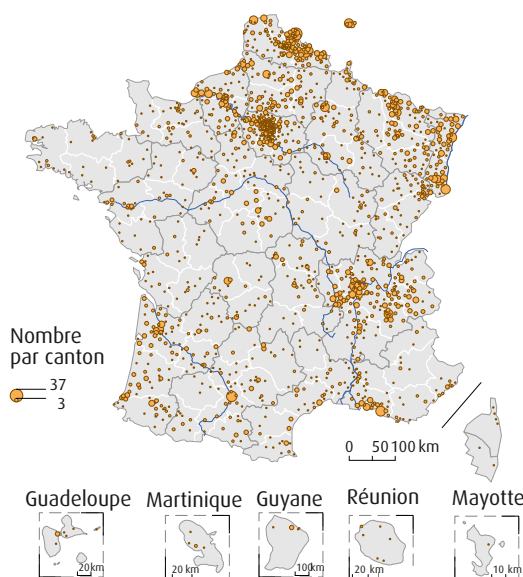 Nombre
par canton
37
3
0 50 100 km
Guadeloupe Martinique Guyane Réunion Mayotte
20 km 20 km 100 km 20 km 10 km